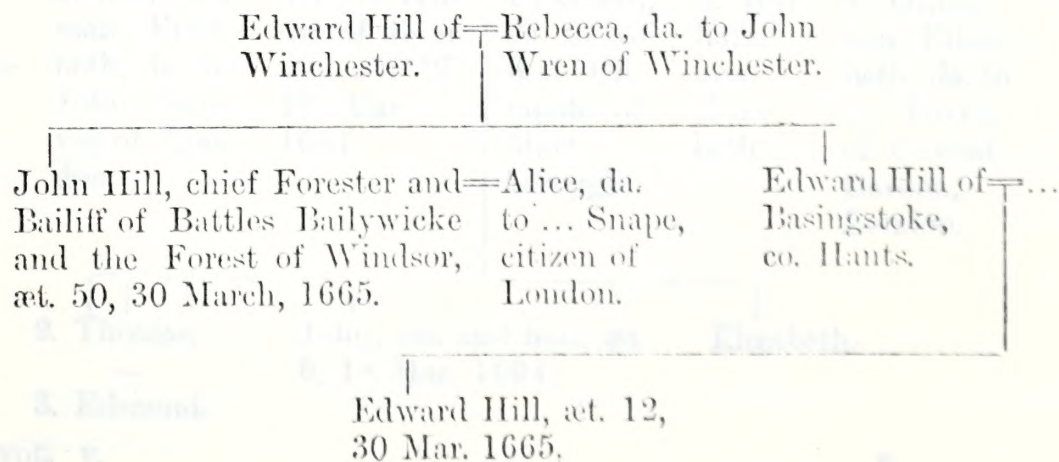 Edward Hill of
Winchester.
Rebecca, da. to John
Wren of Winchester.
John Hill, chief Forester and
Bailiff of Battles Bailywicke
and the Forest of Windsor,
æt. 50, 30 March, 1665.
Alice, da.
to ... Snape,
citizen of
London.
Edward Hill of
Basingstoke,
co. Hants.
...
Edward Hill, æt. 12,
30 Mar. 1665.